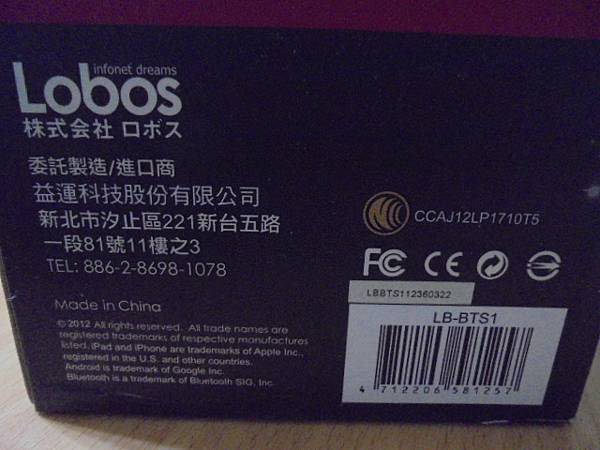 infonet dreams
Lobos
株式会社 ロボス
委託製造/進口商
益運科技股份有限公司
新北市汐止區221新台五路
一段81號11樓之3
TEL: 886-2-8698-1078
Made in China
© 2012 All rights reserved. All trade names are
registered trademarks of respective manufactures
listed. iPad and iPhone are trademarks of Apple Inc.,
registered in the U.S. and other countries.
Android is trademark of Google Inc.
Bluetooth is a trademark of Bluetooth SIG, Inc.
CCAJ12LP1710T5
FC CE
LBBTS112360322
LB-BTS1
4 712206 581257